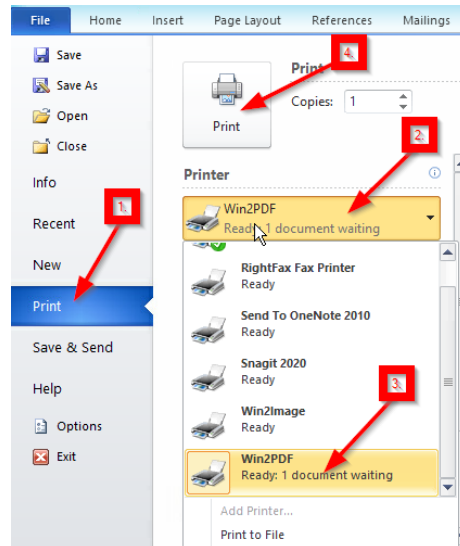 File Home Insert Page Layout References Mailings
Save
Save As
Open
Close
Info
Recent
New
Print
Save & Send
Help
Options
Exit
Print
Print
Copies: 1
Printer
Win2PDF
Ready: 1 document waiting
RightFax Fax Printer
Ready
Send To OneNote 2010
Ready
Snagit 2020
Ready
Win2Image
Ready
Win2PDF
Ready: 1 document waiting
Add Printer...
Print to File
1.
2.
3.
4.